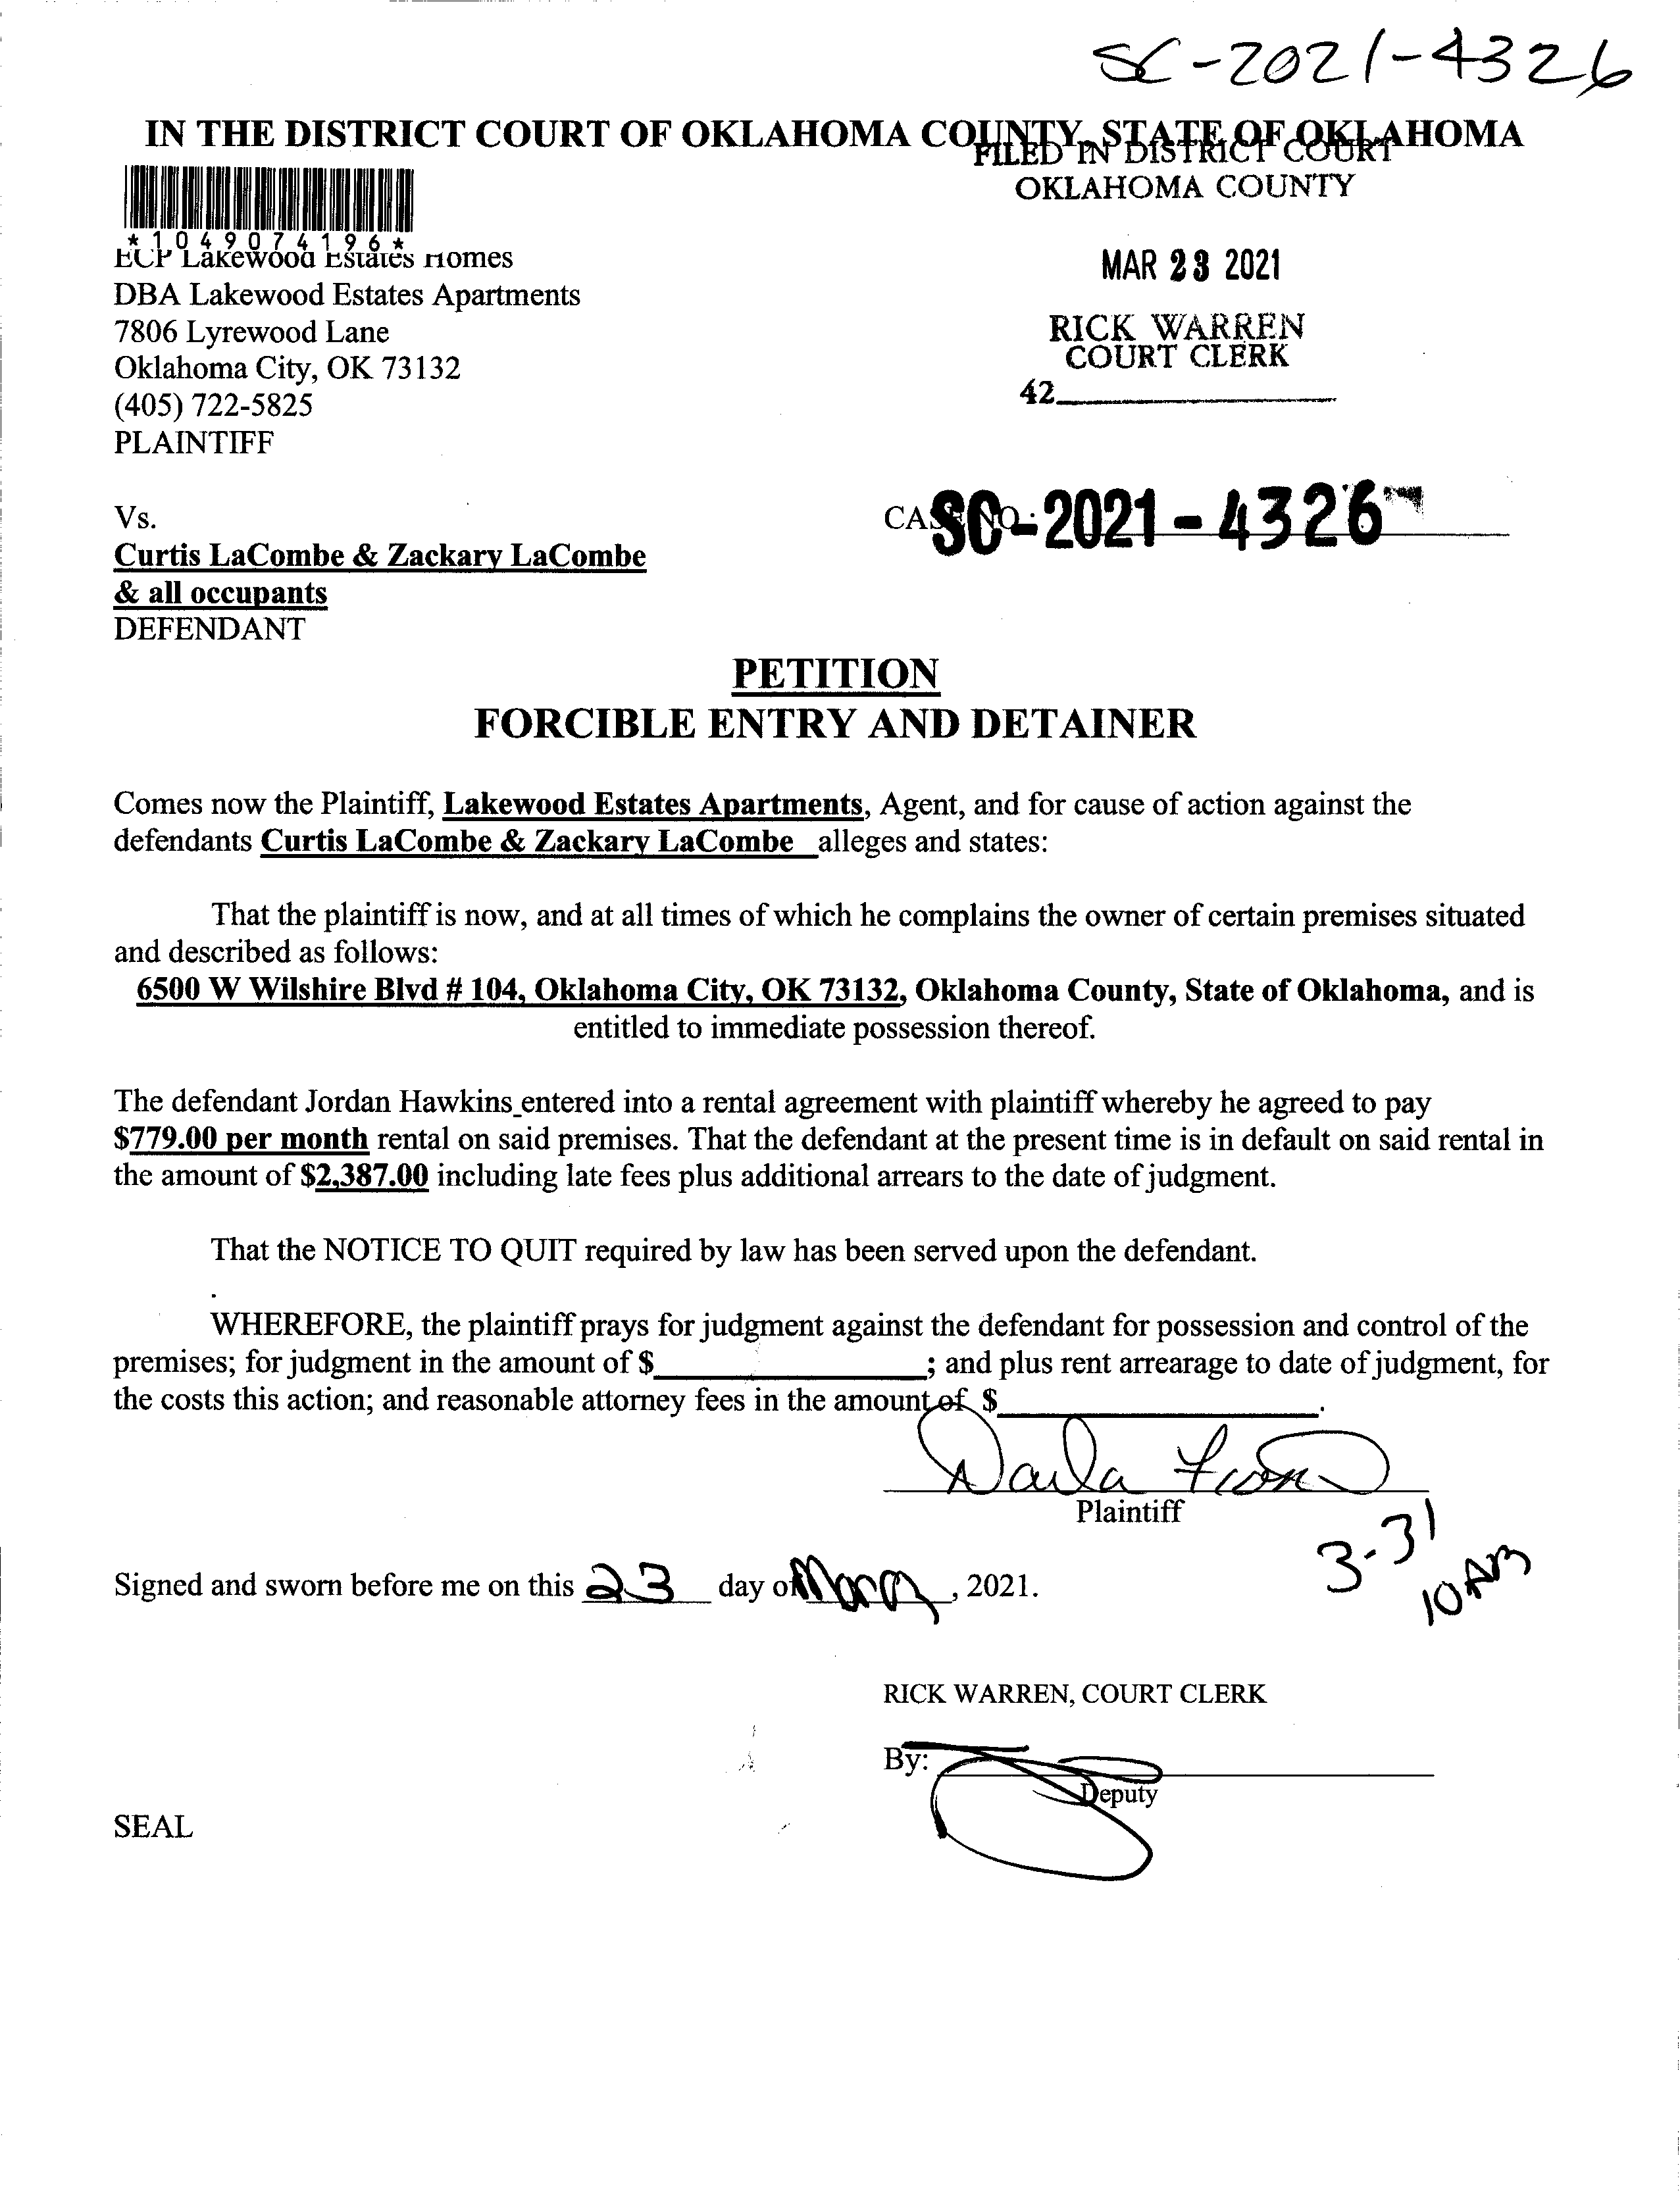 SC-2021-4326
IN THE DISTRICT COURT OF OKLAHOMA COUNTY, STATE OF OKLAHOMA
FILED IN DISTRICT COURT
OKLAHOMA COUNTY
*1049074196*
MAR 23 2021
ECP Lakewood Estates Homes
DBA Lakewood Estates Apartments
7806 Lyrewood Lane
Oklahoma City, OK 73132
(405) 722-5825
PLAINTIFF
RICK WARREN
COURT CLERK
42
Vs.
CASE NO.:
SC-2021-4326
Curtis LaCombe & Zackary LaCombe
& all occupants
DEFENDANT
PETITION
FORCIBLE ENTRY AND DETAINER
Comes now the Plaintiff, Lakewood Estates Apartments, Agent, and for cause of action against the
defendants Curtis LaCombe & Zackary LaCombe alleges and states:
That the plaintiff is now, and at all times of which he complains the owner of certain premises situated
and described as follows:
6500 W Wilshire Blvd # 104, Oklahoma City, OK 73132, Oklahoma County, State of Oklahoma, and is
entitled to immediate possession thereof.
The defendant Jordan Hawkins entered into a rental agreement with plaintiff whereby he agreed to pay
$779.00 per month rental on said premises. That the defendant at the present time is in default on said rental in
the amount of $2,387.00 including late fees plus additional arrears to the date of judgment.
That the NOTICE TO QUIT required by law has been served upon the defendant.
WHEREFORE, the plaintiff prays for judgment against the defendant for possession and control of the
premises; for judgment in the amount of $ ; and plus rent arrearage to date of judgment, for
the costs this action; and reasonable attorney fees in the amount of $ .
Darla
Plaintiff
3-31
10 AM
Signed and sworn before me on this 23 day of March, 2021.
RICK WARREN, COURT CLERK
By:
Deputy
SEAL